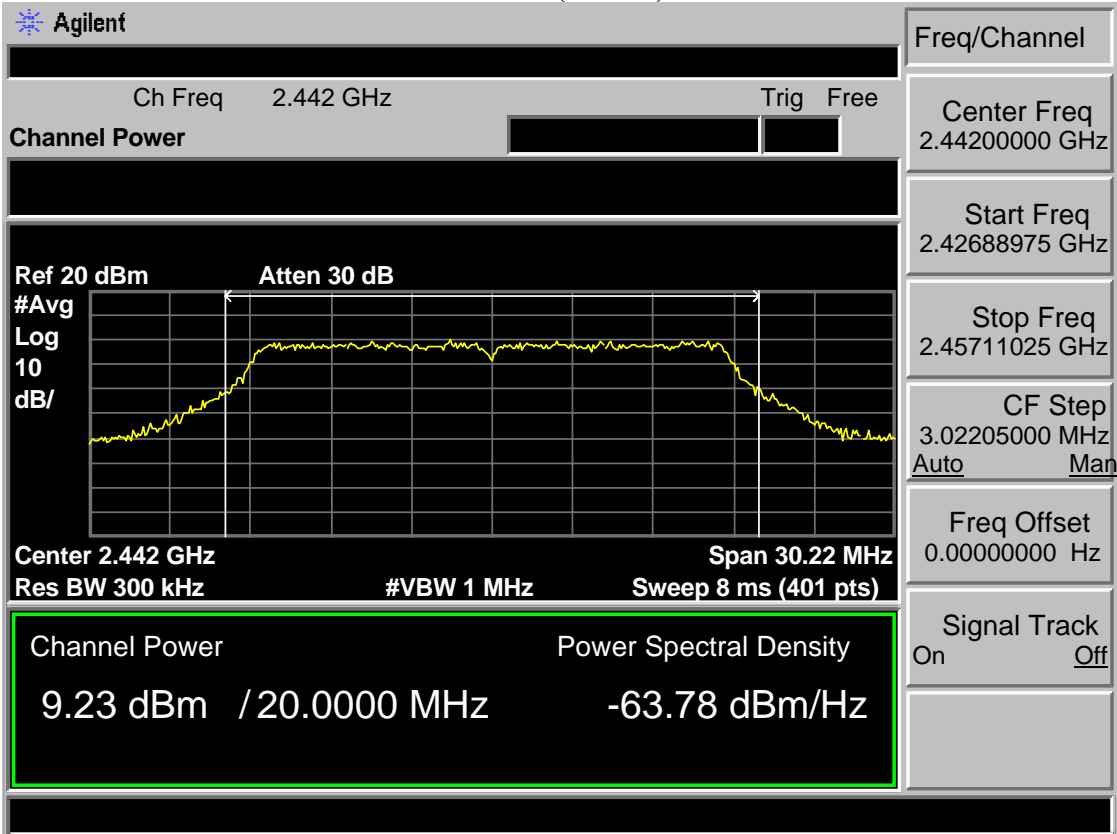 Agilent
Freq/Channel
Ch Freq 2.442 GHz Trig Free
Channel Power
Center Freq
2.44200000 GHz
Start Freq
2.42688975 GHz
Stop Freq
2.45711025 GHz
CF Step
3.02205000 MHz
Auto Man
Freq Offset
0.00000000 Hz
Signal Track
On Off
Ref 20 dBm Atten 30 dB
#Avg
Log
10
dB/
Center 2.442 GHz Span 30.22 MHz
Res BW 300 kHz #VBW 1 MHz Sweep 8 ms (401 pts)
Channel Power Power Spectral Density
9.23 dBm / 20.0000 MHz -63.78 dBm/Hz